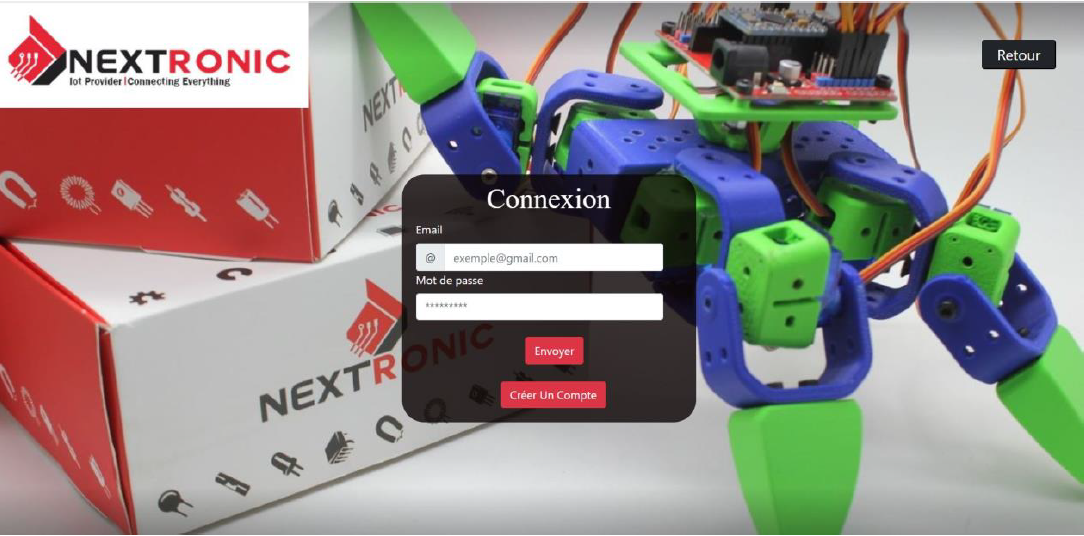 NEXTRONIC
Iot Provider|Connecting Everything
Retour
NEXTRONIC
Connexion
Email
@ exemple@gmail.com
Mot de passe
*********
Envoyer
Créer Un Compte